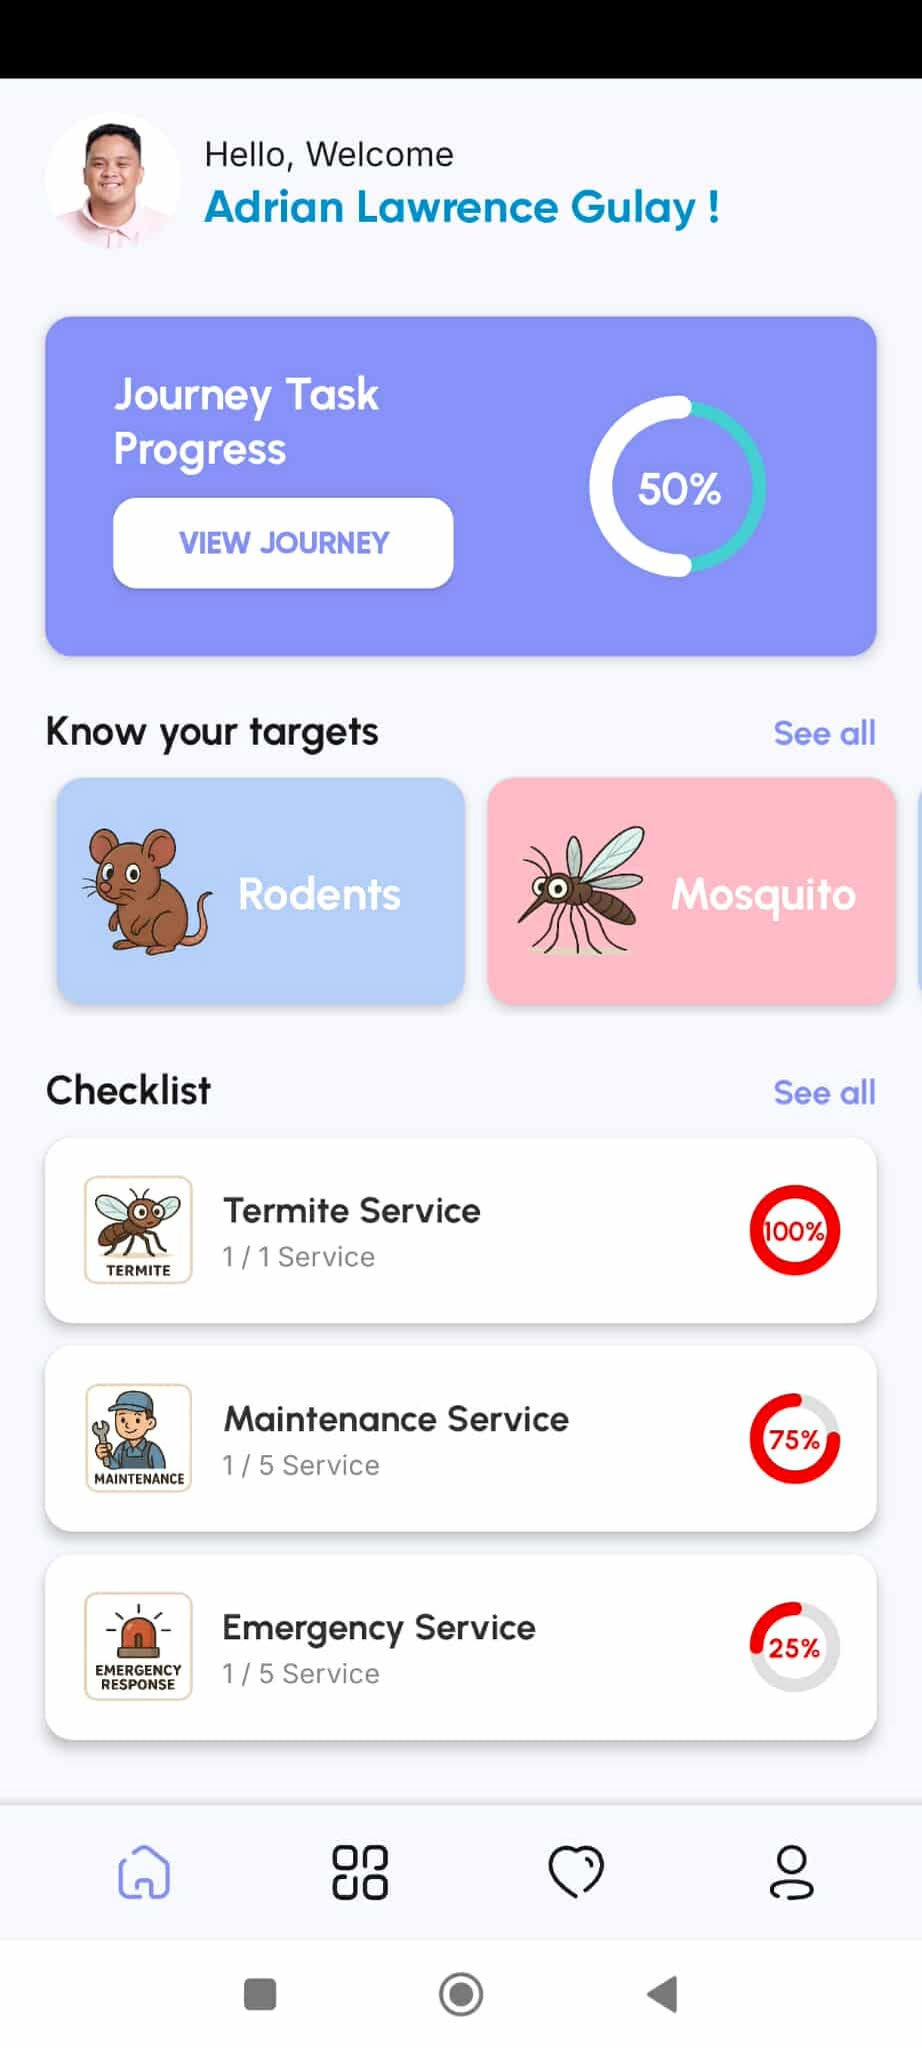 Hello, Welcome
Adrian Lawrence Gulay !
Journey Task
Progress
VIEW JOURNEY
50%
Know your targets
See all
Rodents
Mosquito
Checklist
See all
TERMITE
Termite Service
1 / 1 Service
100%
MAINTENANCE
Maintenance Service
1 / 5 Service
75%
EMERGENCY
RESPONSE
Emergency Service
1 / 5 Service
25%